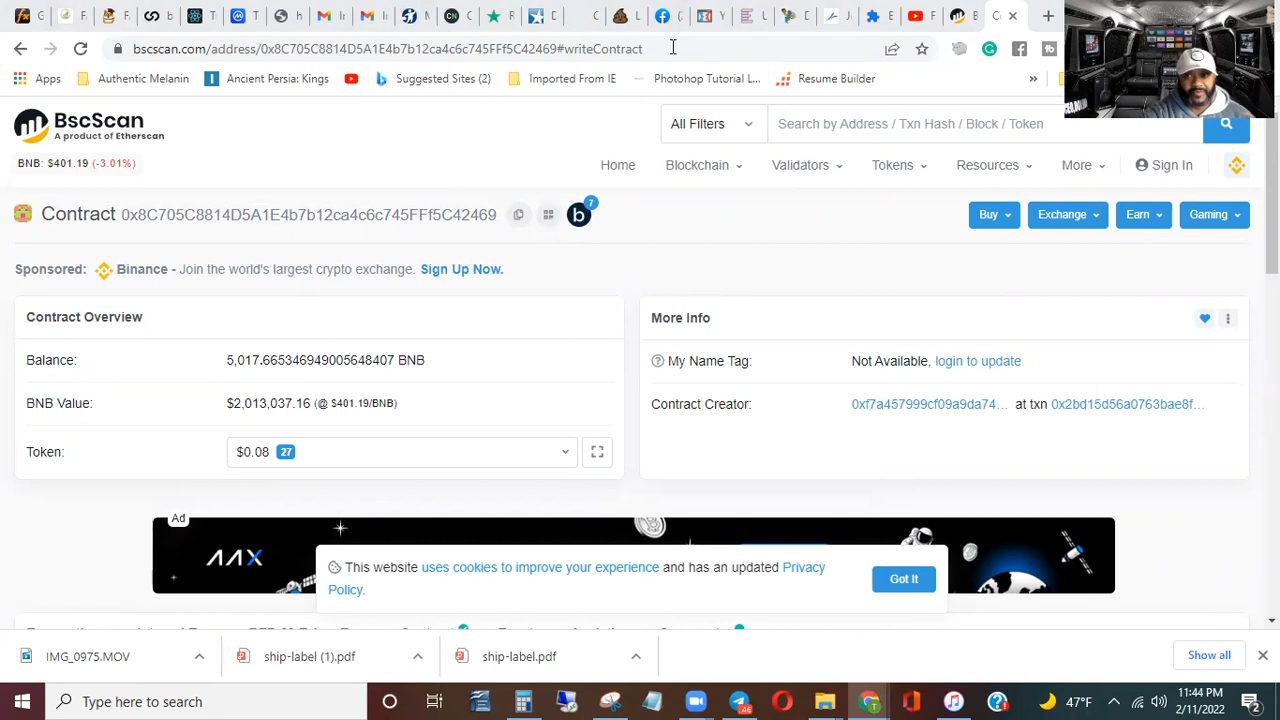 bscscan.com/address/0x8C705C8814D5A1E4b7b12ca4c6c745FFf5C42469#writeContract
Apps Authentic Melanin Ancient Persia: Kings Suggested Sites (2) Imported From IE Photohop Tutorial L... Resume Builder »
BscScan
A product of Etherscan
All Filters Search by Address / Txn Hash / Block / Token
BNB: $401.19 (-3.01%)
Home Blockchain Validators Tokens Resources More Sign In
Contract 0x8C705C8814D5A1E4b7b12ca4c6c745FFf5C42469 b 7
Buy Exchange Earn Gaming
Sponsored: Binance - Join the world's largest crypto exchange. Sign Up Now.
Contract Overview
Balance: 5,017.665346949005648407 BNB
BNB Value: $2,013,037.16 (@ $401.19/BNB)
Token: $0.08 27
More Info
My Name Tag: Not Available, login to update
Contract Creator: 0xf7a457999cf09a9da74... at txn 0x2bd15d56a0763bae8f...
Ad
AAX
This website uses cookies to improve your experience and has an updated Privacy
Policy.
Got It
IMG_0975.MOV ship-label (1).pdf ship-label.pdf Show all
Type here to search
47°F
11:44 PM
2/11/2022
2